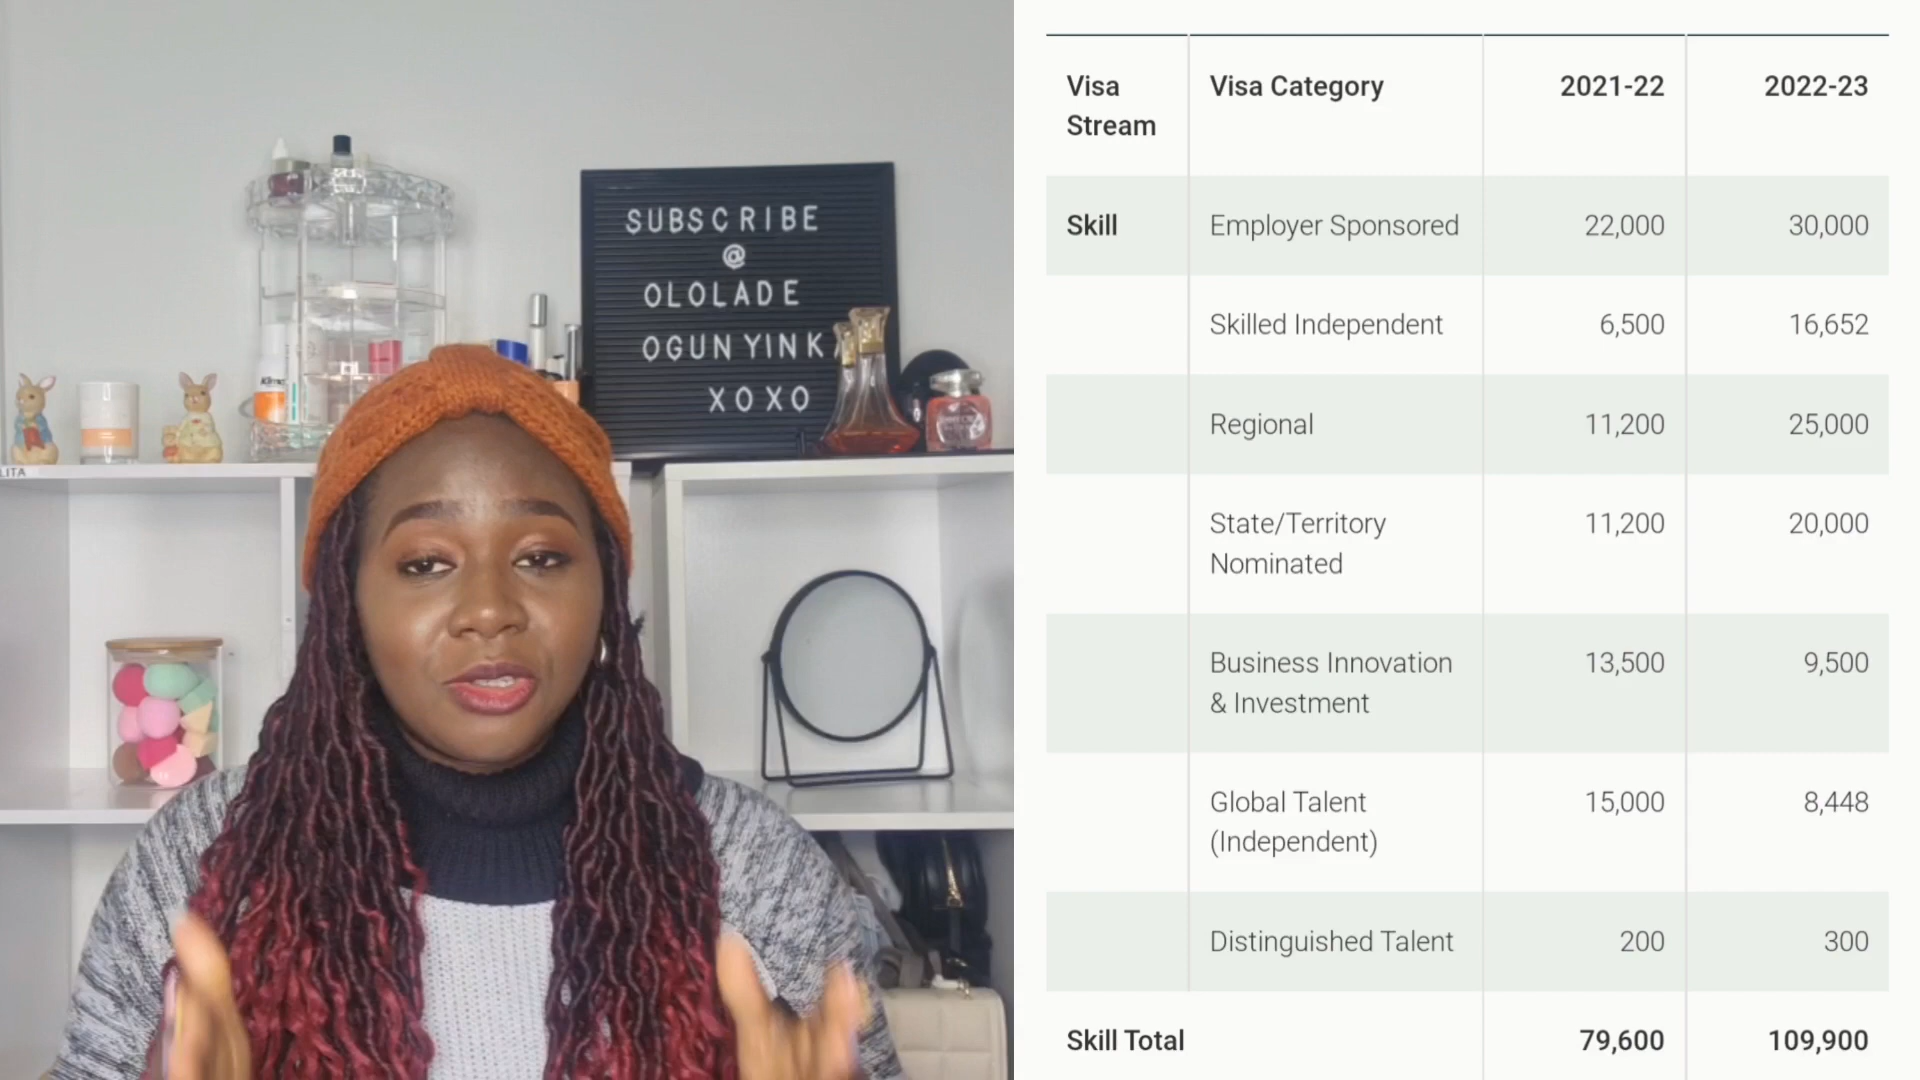 SUBSCRIBE
@
OLOLADE
OGUNYINKA
XOXO
LITA
Visa Stream
Visa Category
2021-22
2022-23
Skill
Employer Sponsored
22,000
30,000
Skilled Independent
6,500
16,652
Regional
11,200
25,000
State/Territory
Nominated
11,200
20,000
Business Innovation
& Investment
13,500
9,500
Global Talent
(Independent)
15,000
8,448
Distinguished Talent
200
300
Skill Total
79,600
109,900